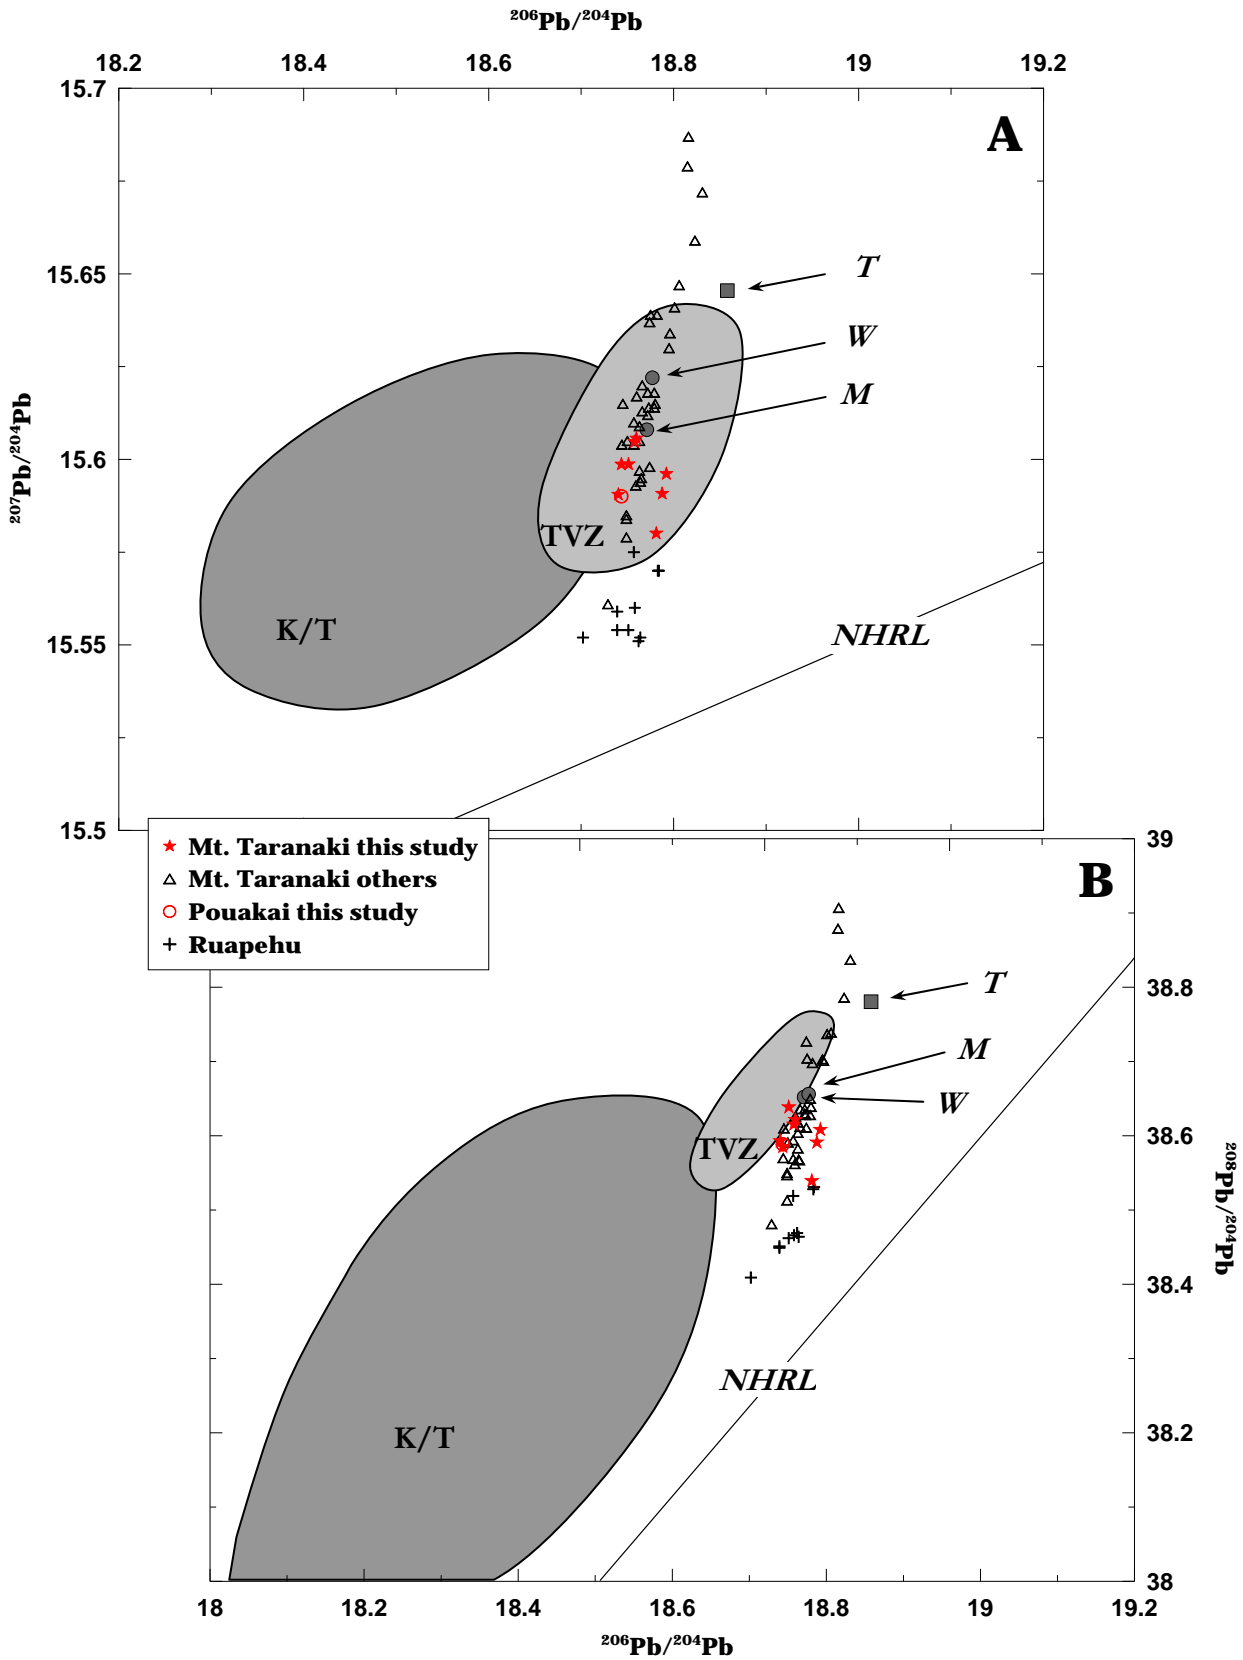 ²⁰⁶Pb/²⁰⁴Pb
18.2 18.4 18.6 18.8 19 19.2
15.7
A
15.65
T
W
M
²⁰⁷Pb/²⁰⁴Pb
15.6
TVZ
K/T
NHRL
15.55
15.5
Mt. Taranaki this study
Mt. Taranaki others
Pouakai this study
Ruapehu
39
B
T
38.8
M
W
TVZ
38.6
²⁰⁸Pb/²⁰⁴Pb
38.4
NHRL
K/T
38.2
38
18 18.2 18.4 18.6 18.8 19 19.2
²⁰⁶Pb/²⁰⁴Pb